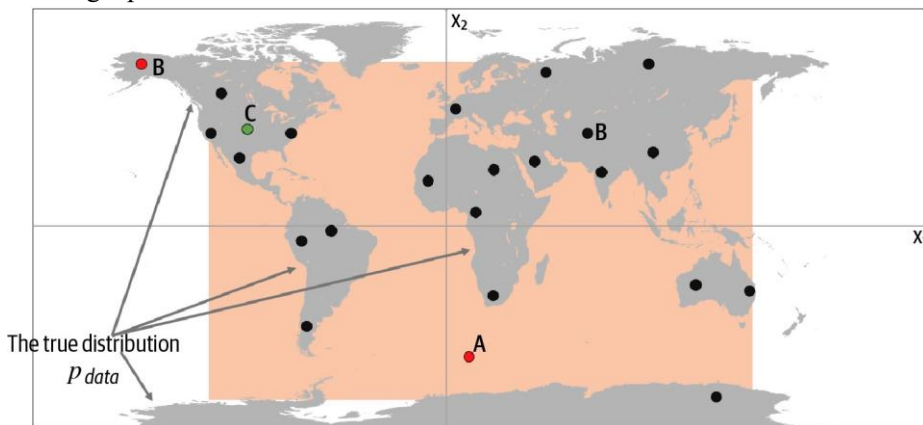 x₂
B
C
B
x
The true distribution
A
p data